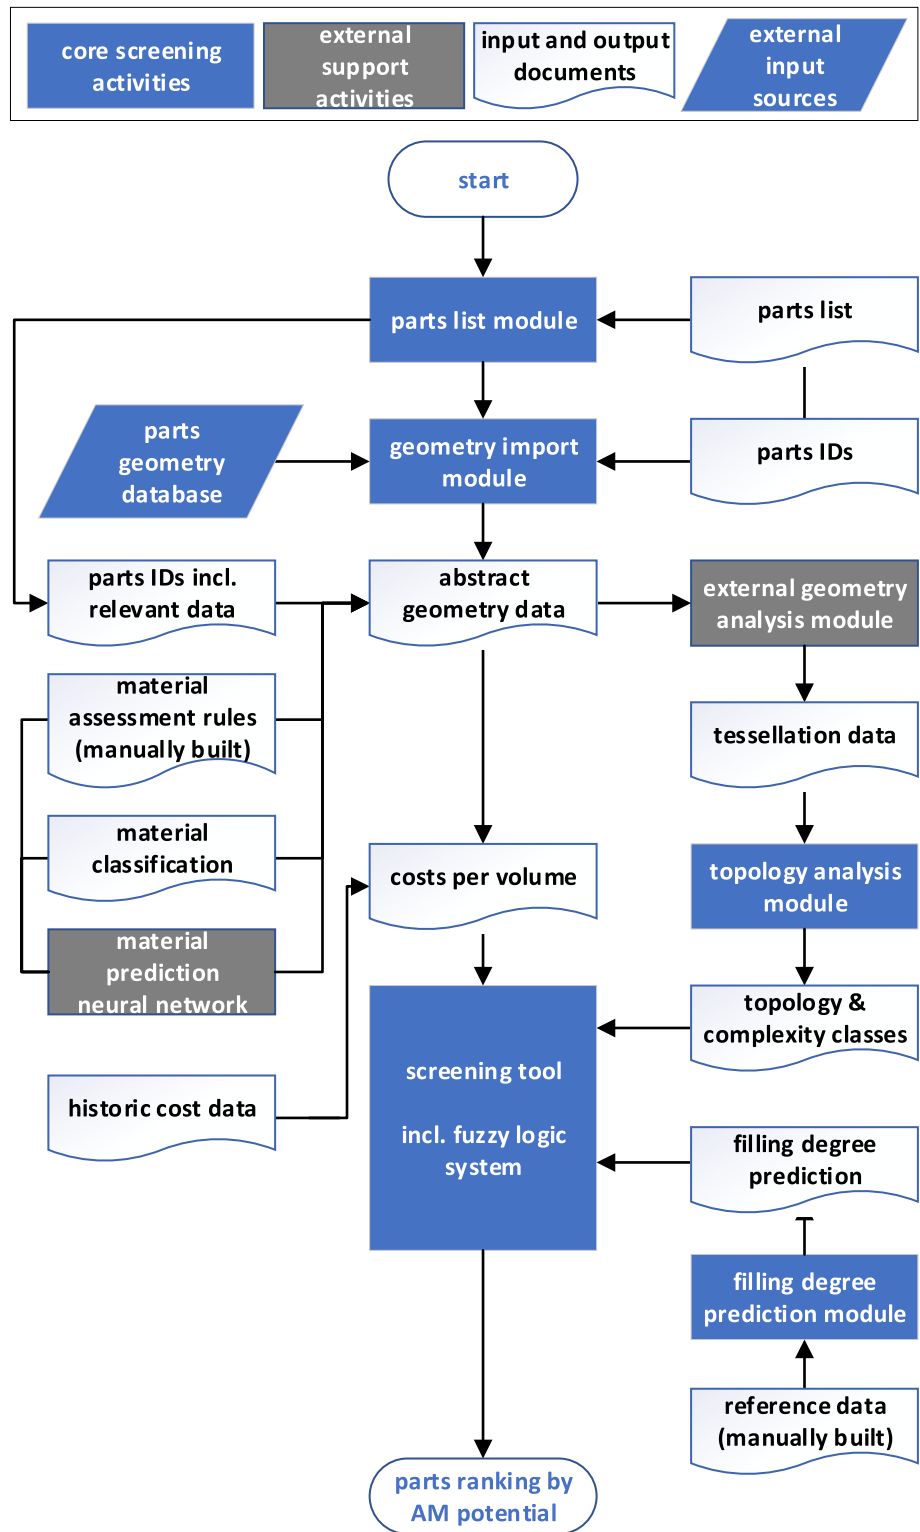 core screening
activities
external
support
activities
input and output
documents
external
input
sources
start
parts list module
parts list
parts
geometry
database
geometry import
module
parts IDs
parts IDs incl.
relevant data
abstract
geometry data
external geometry
analysis module
material
assessment rules
(manually built)
tessellation data
material
classification
costs per volume
topology analysis
module
material
prediction
neural network
topology &
complexity classes
screening tool
incl. fuzzy logic
system
historic cost data
filling degree
prediction
filling degree
prediction module
reference data
(manually built)
parts ranking by
AM potential